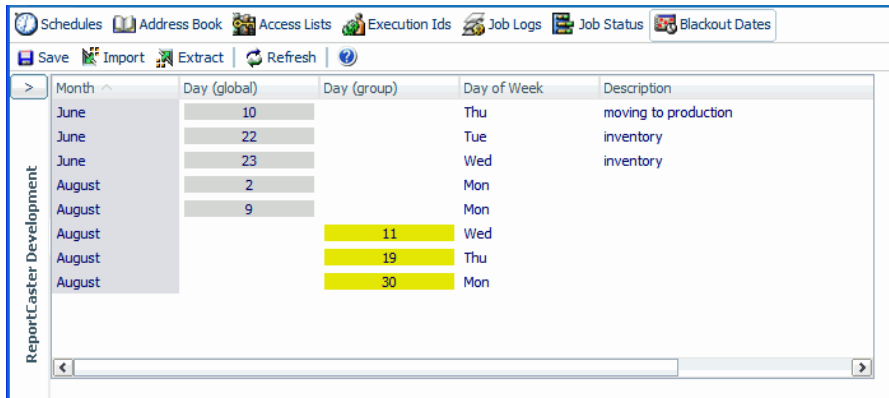 Schedules Address Book Access Lists Execution Ids Job Logs Job Status Blackout Dates
Save Import Extract Refresh ?
> Month Day (global) Day (group) Day of Week Description
June 10 Thu moving to production
June 22 Tue inventory
June 23 Wed inventory
August 2 Mon
August 9 Mon
August 11 Wed
August 19 Thu
August 30 Mon
ReportCaster Development